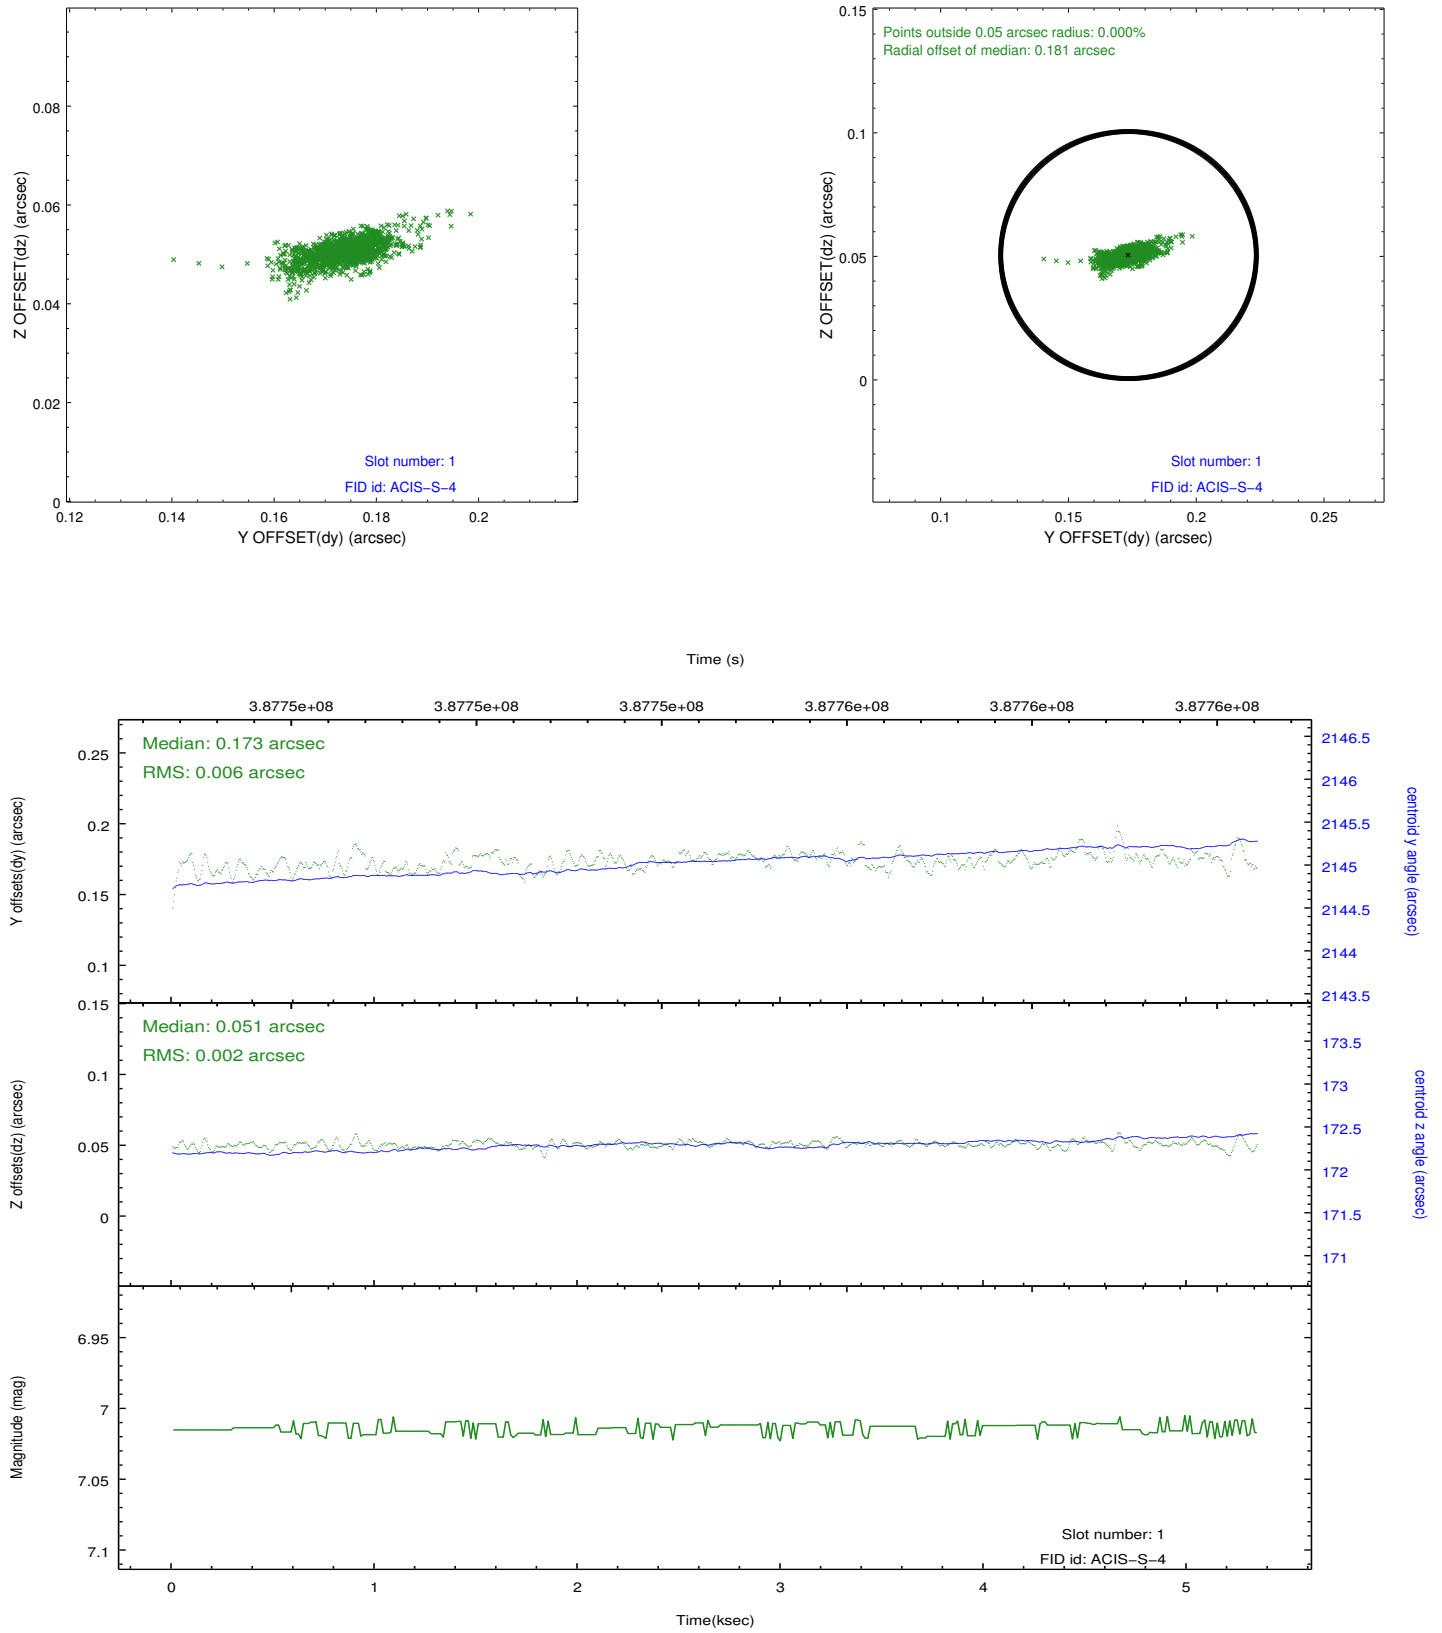 0.08
0.06
0.04
0.02
0
Z OFFSET(dz) (arcsec)
0.12 0.14 0.16 0.18 0.2
Y OFFSET(dy) (arcsec)
Slot number: 1
FID id: ACIS−S−4
0.15
0.1
0.05
0
Z OFFSET(dz) (arcsec)
Points outside 0.05 arcsec radius: 0.000%
Radial offset of median: 0.181 arcsec
Slot number: 1
FID id: ACIS−S−4
0.1 0.15 0.2 0.25
Y OFFSET(dy) (arcsec)
Time (s)
3.8775e+08 3.8775e+08 3.8775e+08 3.8776e+08 3.8776e+08 3.8776e+08
Median: 0.173 arcsec
RMS: 0.006 arcsec
0.25
0.2
0.15
0.1
Y offsets(dy) (arcsec)
2146.5
2146
2145.5
2145
2144.5
2144
2143.5
centroid y angle (arcsec)
Median: 0.051 arcsec
RMS: 0.002 arcsec
0.15
0.1
0.05
0
Z offsets(dz) (arcsec)
173.5
173
172.5
172
171.5
171
centroid z angle (arcsec)
6.95
7
7.05
7.1
Magnitude (mag)
Slot number: 1
FID id: ACIS−S−4
0 1 2 3 4 5
Time(ksec)